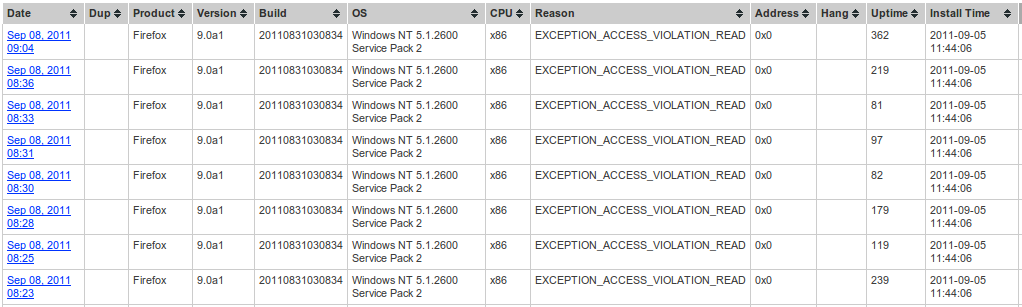 Date Dup Product Version Build OS CPU Reason Address Hang Uptime Install Time
Sep 08, 2011 Firefox 9.0a1 20110831030834 Windows NT 5.1.2600 x86 EXCEPTION_ACCESS_VIOLATION_READ 0x0 362 2011-09-05
09:04 Service Pack 2 11:44:06
Sep 08, 2011 Firefox 9.0a1 20110831030834 Windows NT 5.1.2600 x86 EXCEPTION_ACCESS_VIOLATION_READ 0x0 219 2011-09-05
08:36 Service Pack 2 11:44:06
Sep 08, 2011 Firefox 9.0a1 20110831030834 Windows NT 5.1.2600 x86 EXCEPTION_ACCESS_VIOLATION_READ 0x0 81 2011-09-05
08:33 Service Pack 2 11:44:06
Sep 08, 2011 Firefox 9.0a1 20110831030834 Windows NT 5.1.2600 x86 EXCEPTION_ACCESS_VIOLATION_READ 0x0 97 2011-09-05
08:31 Service Pack 2 11:44:06
Sep 08, 2011 Firefox 9.0a1 20110831030834 Windows NT 5.1.2600 x86 EXCEPTION_ACCESS_VIOLATION_READ 0x0 82 2011-09-05
08:30 Service Pack 2 11:44:06
Sep 08, 2011 Firefox 9.0a1 20110831030834 Windows NT 5.1.2600 x86 EXCEPTION_ACCESS_VIOLATION_READ 0x0 179 2011-09-05
08:28 Service Pack 2 11:44:06
Sep 08, 2011 Firefox 9.0a1 20110831030834 Windows NT 5.1.2600 x86 EXCEPTION_ACCESS_VIOLATION_READ 0x0 119 2011-09-05
08:25 Service Pack 2 11:44:06
Sep 08, 2011 Firefox 9.0a1 20110831030834 Windows NT 5.1.2600 x86 EXCEPTION_ACCESS_VIOLATION_READ 0x0 239 2011-09-05
08:23 Service Pack 2 11:44:06